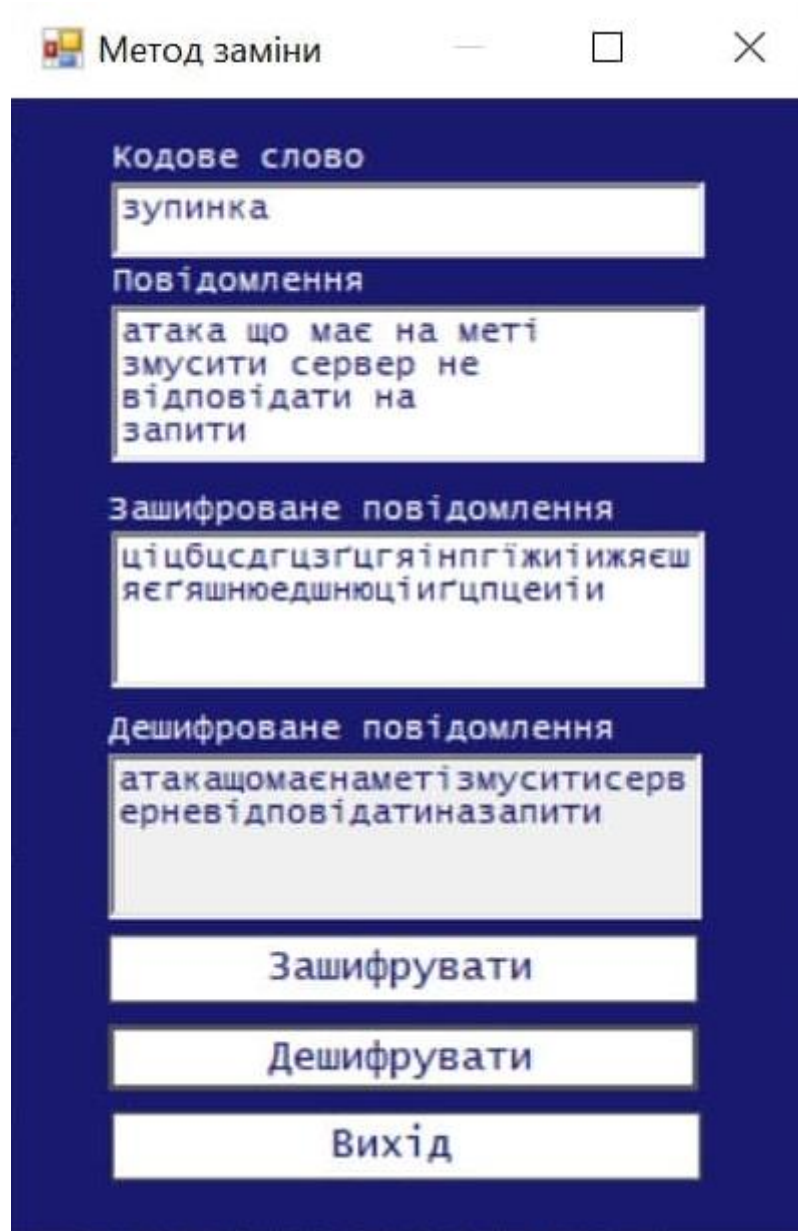 Метод заміни
Кодове слово
зупинка
Повідомлення
атака що має на меті
змусити сервер не
відповідати на
запити
Зашифроване повідомлення
ціцбцсдгцзґцгяінпгїжиіижяєш
яєґяшнюедшнюціиґцпцеиіи
Дешифроване повідомлення
атакащомаєнаметізмуситисерв
ерневідповідатиназапити
Зашифрувати
Дешифрувати
Вихід